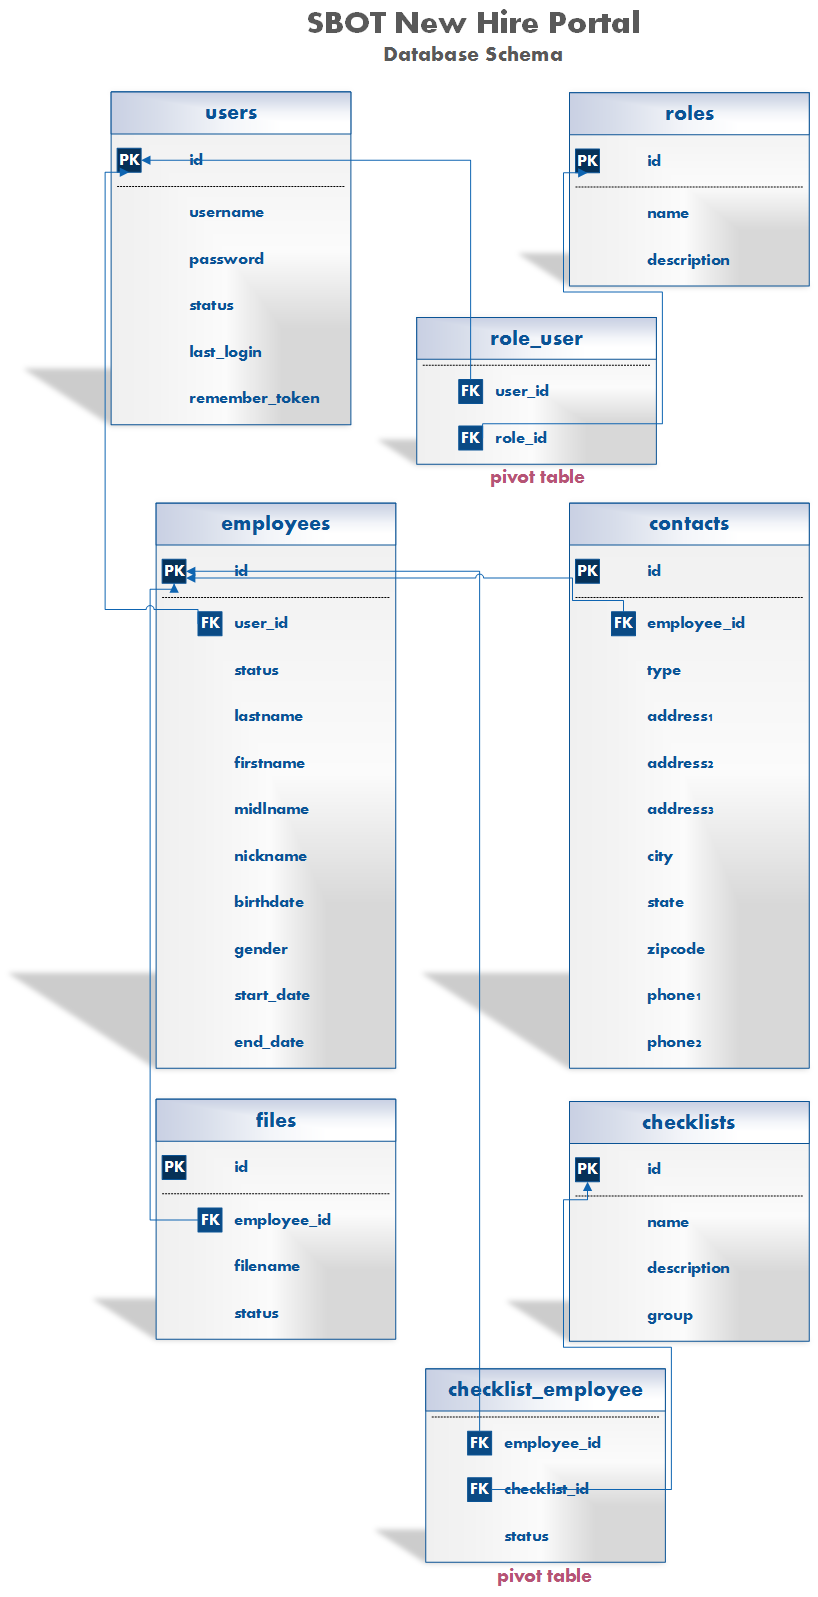 SBOT New Hire Portal
Database Schema
users
PK id
username
password
status
last_login
remember_token
roles
PK id
name
description
role_user
FK user_id
FK role_id
pivot table
employees
PK id
FK user_id
status
lastname
firstname
midlname
nickname
birthdate
gender
start_date
end_date
contacts
PK id
FK employee_id
type
address1
address2
address3
city
state
zipcode
phone1
phone2
files
PK id
FK employee_id
filename
status
checklists
PK id
name
description
group
checklist_employee
FK employee_id
FK checklist_id
status
pivot table